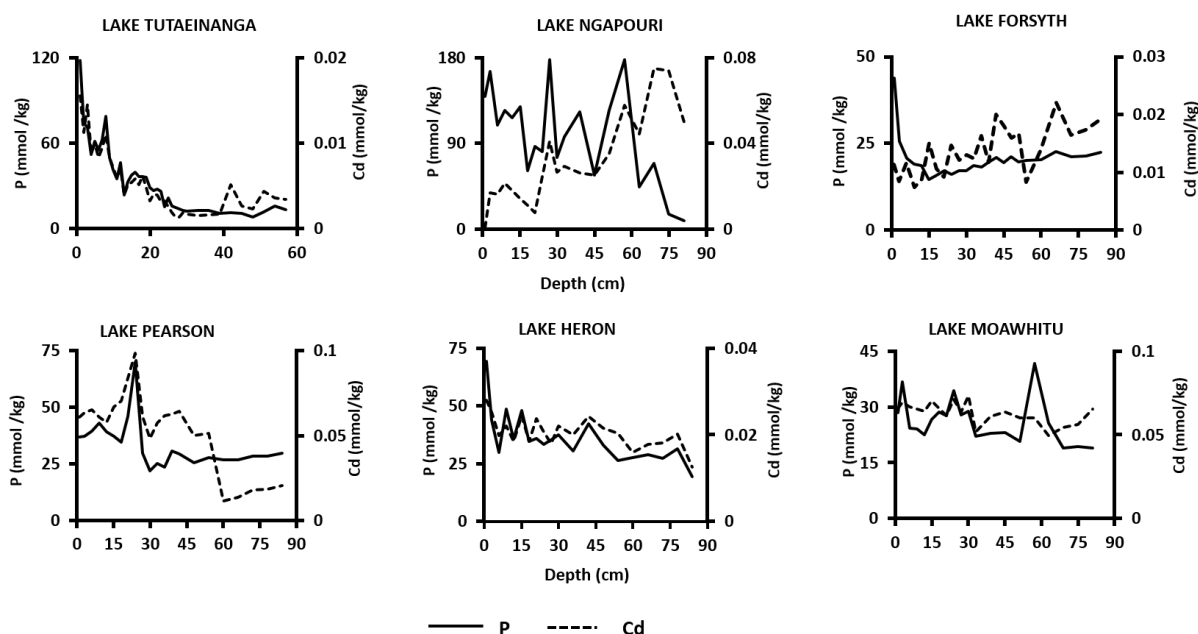 LAKE TUTAEINANGA
120
60
0
P (mmol /kg)
0.02
0.01
0
Cd (mmol/kg)
0 20 40 60
LAKE NGAPOURI
180
90
0
P (mmol /kg)
0.08
0.04
0
Cd (mmol/kg)
0 15 30 45 60 75 90
Depth (cm)
LAKE FORSYTH
50
25
0
P (mmol /kg)
0.03
0.02
0.01
0
Cd (mmol/kg)
0 15 30 45 60 75 90
LAKE PEARSON
75
50
25
0
P (mmol /kg)
0.1
0.05
0
Cd (mmol/kg)
0 15 30 45 60 75 90
LAKE HERON
75
50
25
0
P (mmol /kg)
0.04
0.02
0
Cd (mmol/kg)
0 15 30 45 60 75 90
Depth (cm)
LAKE MOAWHITU
45
30
15
0
P (mmol /kg)
0.1
0.05
0
Cd (mmol/kg)
0 15 30 45 60 75 90
P Cd